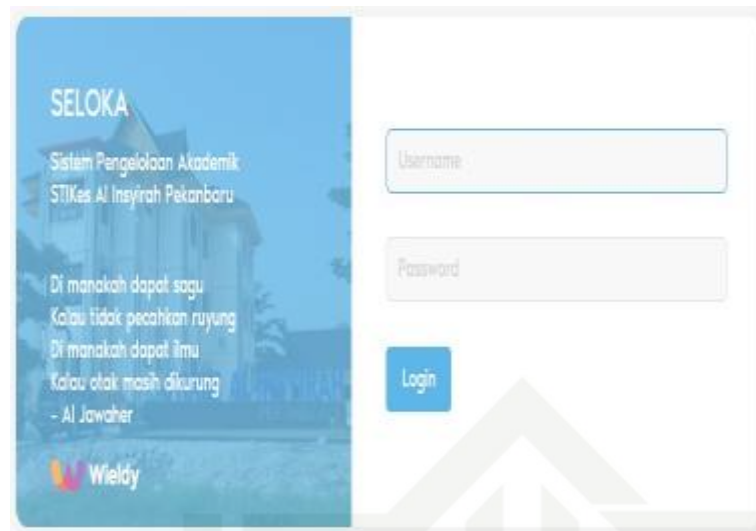 SELOKA
Sistem Pengelolaan Akademik
STIKes Al Insyirah Pekanbaru
Di manakah dapat sagu
Kalau tidak pecahkan ruyung
Di manakah dapat ilmu
Kalau otak masih dikurung
- Al Jawaher
Wieldy
Username
Password
Login